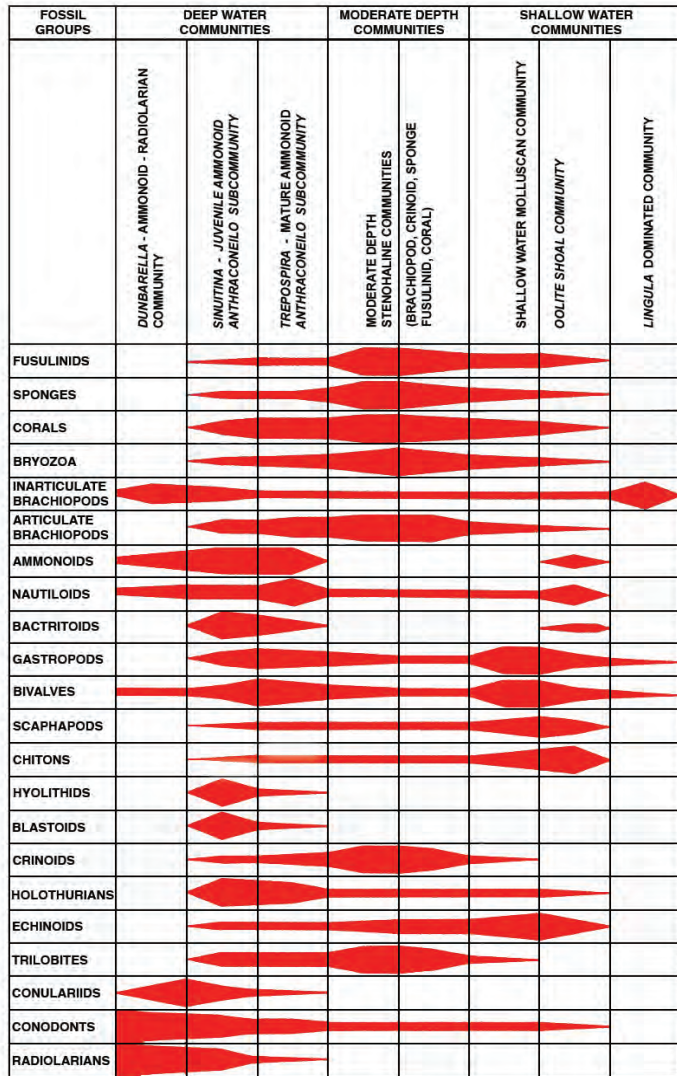 FOSSIL
GROUPS
DEEP WATER
COMMUNITIES
MODERATE DEPTH
COMMUNITIES
SHALLOW WATER
COMMUNITIES
DUNBARELLA - AMMONOID - RADIOLARIAN
COMMUNITY
SINUITINA - JUVENILE AMMONOID
ANTHRACONEILO SUBCOMMUNITY
TREPOSPIRA - MATURE AMMONOID
ANTHRACONEILO SUBCOMMUNITY
MODERATE DEPTH
STENOHALINE COMMUNITIES
(BRACHIOPOD, CRINOID, SPONGE
FUSULINID, CORAL)
SHALLOW WATER MOLLUSCAN COMMUNITY
OOLITE SHOAL COMMUNITY
LINGULA DOMINATED COMMUNITY
FUSULINIDS
SPONGES
CORALS
BRYOZOA
INARTICULATE
BRACHIOPODS
ARTICULATE
BRACHIOPODS
AMMONOIDS
NAUTILOIDS
BACTRITOIDS
GASTROPODS
BIVALVES
SCAPHAPODS
CHITONS
HYOLITHIDS
BLASTOIDS
CRINOIDS
HOLOTHURIANS
ECHINOIDS
TRILOBITES
CONULARIIDS
CONODONTS
RADIOLARIANS